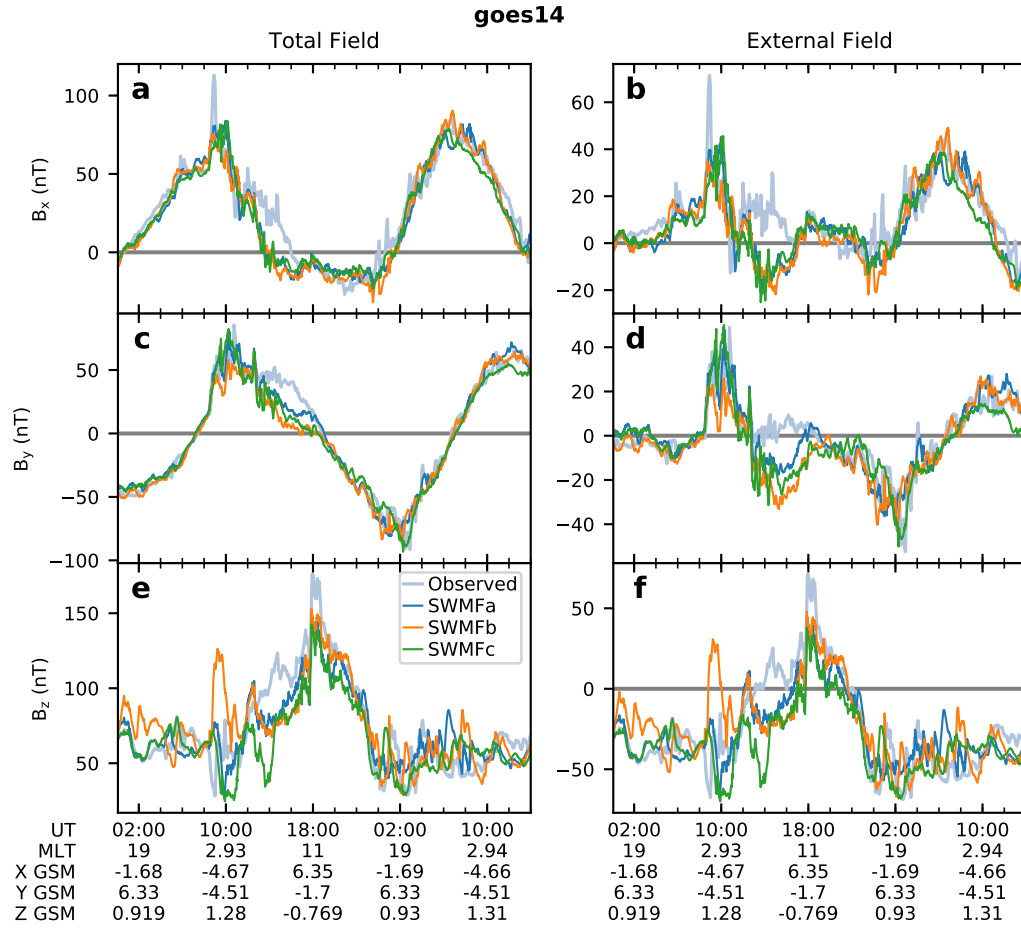 goes14
Total Field
External Field
a
b
100
50
0
Bx (nT)
60
40
20
0
−20
c
d
50
0
−50
−100
By (nT)
40
20
0
−20
−40
e
f
Observed
SWMFa
SWMFb
SWMFc
150
100
50
Bz (nT)
50
0
−50
UT 02:00 10:00 18:00 02:00 10:00 02:00 10:00 18:00 02:00 10:00
MLT 19 2.93 11 19 2.94 19 2.93 11 19 2.94
X GSM -1.68 -4.67 6.35 -1.69 -4.66 -1.68 -4.67 6.35 -1.69 -4.66
Y GSM 6.33 -4.51 -1.7 6.33 -4.51 6.33 -4.51 -1.7 6.33 -4.51
Z GSM 0.919 1.28 -0.769 0.93 1.31 0.919 1.28 -0.769 0.93 1.31